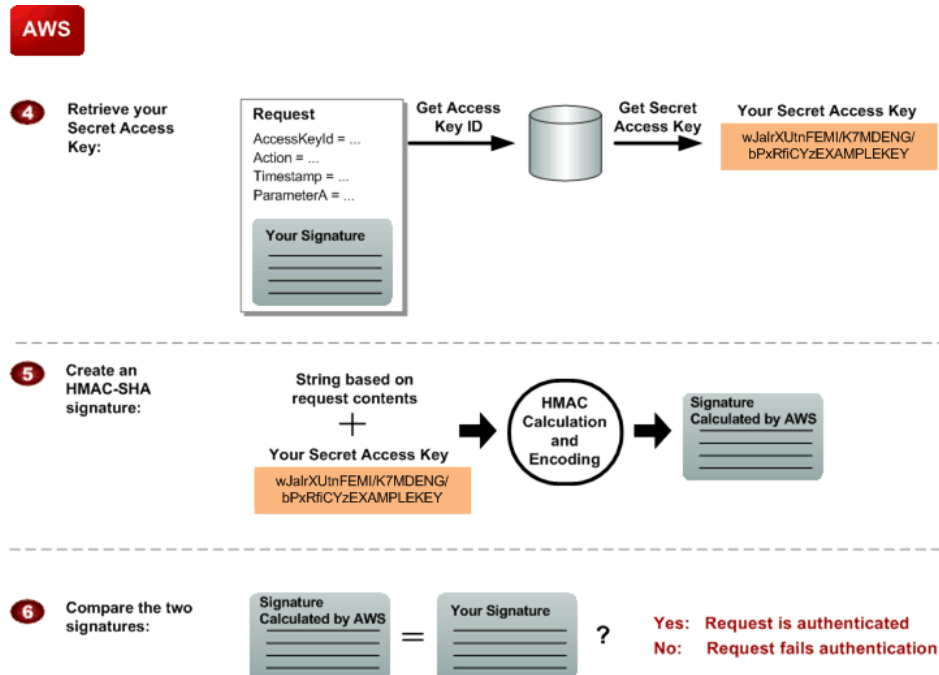 AWS
4
Retrieve your
Secret Access
Key:
Request
AccessKeyId = ...
Action = ...
Timestamp = ...
ParameterA = ...
Your Signature
Get Access
Key ID
Get Secret
Access Key
Your Secret Access Key
wJalrXUtnFEMI/K7MDENG/
bPxRfiCYzEXAMPLEKEY
5
Create an
HMAC-SHA
signature:
String based on
request contents
+
Your Secret Access Key
wJalrXUtnFEMI/K7MDENG/
bPxRfiCYzEXAMPLEKEY
HMAC
Calculation
and
Encoding
Signature
Calculated by AWS
6
Compare the two
signatures:
Signature
Calculated by AWS
=
Your Signature
?
Yes: Request is authenticated
No: Request fails authentication